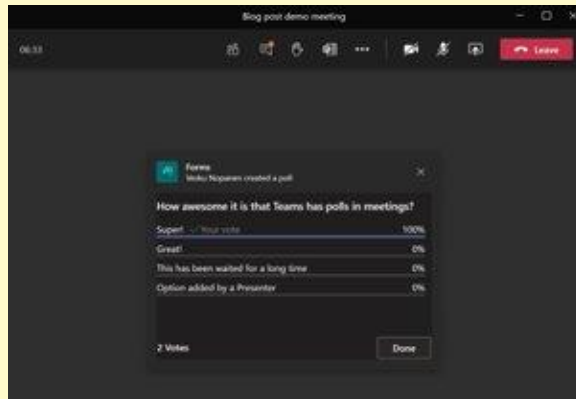 Blog post demo meeting
06:33
Leave
Forms
Vesku Nopanen created a poll
How awesome it is that Teams has polls in meetings?
Super! ✓ Your vote 100%
Great! 0%
This has been waited for a long time 0%
Option added by a Presenter 0%
2 Votes
Done